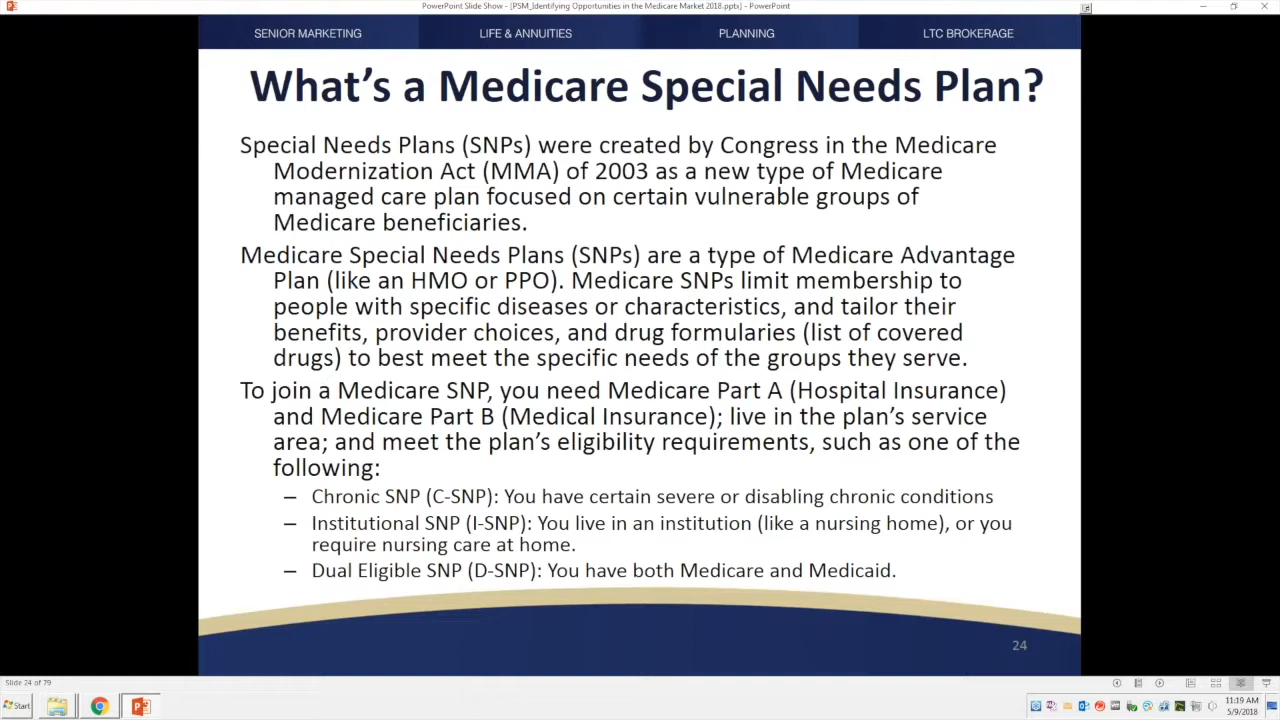 PowerPoint Slide Show - [PSM_Identifying Opportunities in the Medicare Market 2018.pptx] - PowerPoint
SENIOR MARKETING LIFE & ANNUITIES PLANNING LTC BROKERAGE
What's a Medicare Special Needs Plan?
Special Needs Plans (SNPs) were created by Congress in the Medicare
Modernization Act (MMA) of 2003 as a new type of Medicare
managed care plan focused on certain vulnerable groups of
Medicare beneficiaries.
Medicare Special Needs Plans (SNPs) are a type of Medicare Advantage
Plan (like an HMO or PPO). Medicare SNPs limit membership to
people with specific diseases or characteristics, and tailor their
benefits, provider choices, and drug formularies (list of covered
drugs) to best meet the specific needs of the groups they serve.
To join a Medicare SNP, you need Medicare Part A (Hospital Insurance)
and Medicare Part B (Medical Insurance); live in the plan's service
area; and meet the plan's eligibility requirements, such as one of the
following:
– Chronic SNP (C-SNP): You have certain severe or disabling chronic conditions
– Institutional SNP (I-SNP): You live in an institution (like a nursing home), or you
require nursing care at home.
– Dual Eligible SNP (D-SNP): You have both Medicare and Medicaid.
24
Slide 24 of 79
Start
11:19 AM
5/9/2018